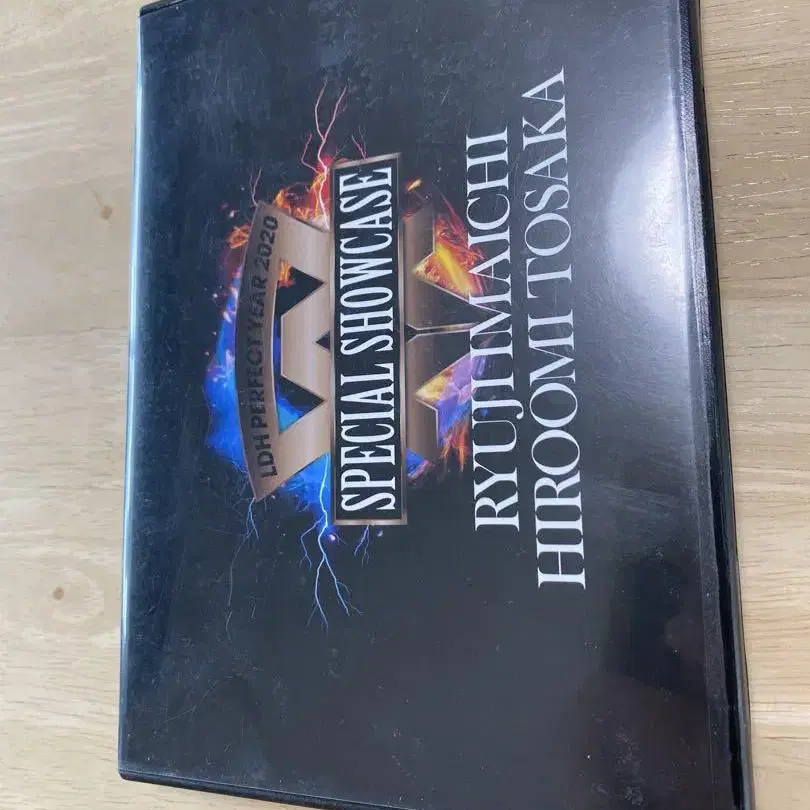 LDH PERFECT YEAR 2020
SPECIAL SHOWCASE
RYUJI IMAICHI
HIROOMI TOSAKA